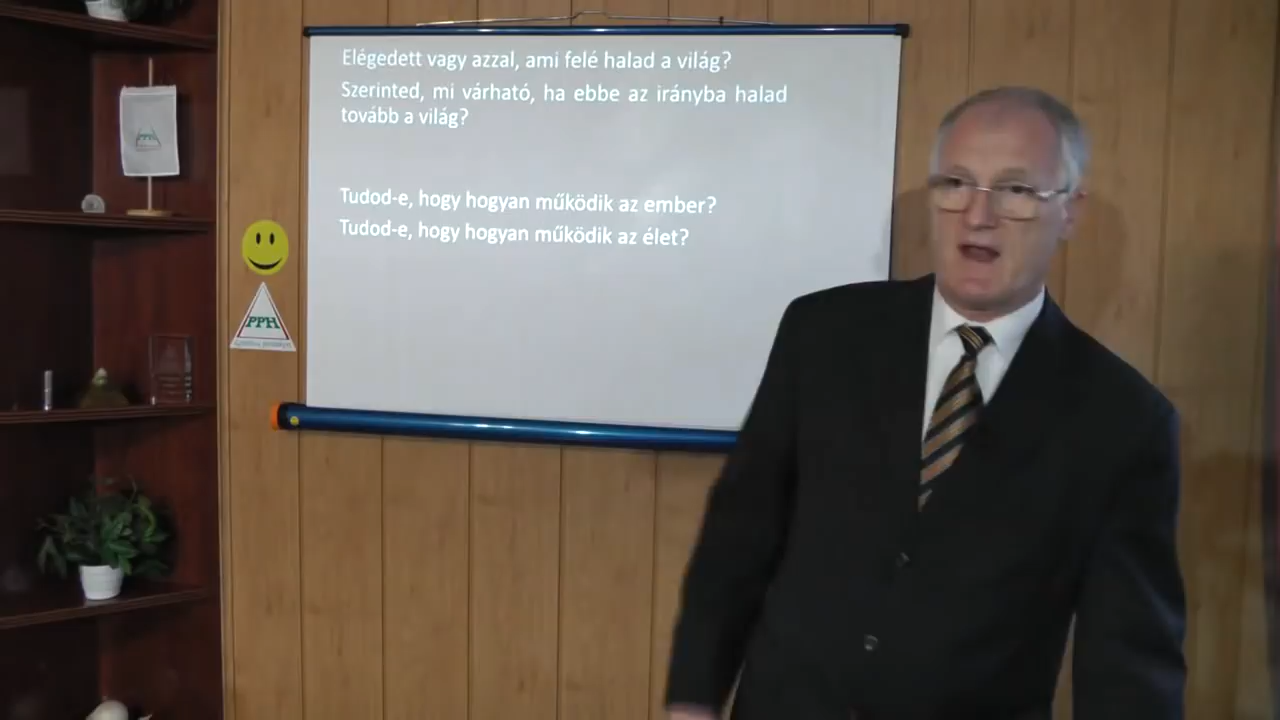 Elégedett vagy azzal, ami felé halad a világ?
Szerinted, mi várható, ha ebbe az irányba halad
tovább a világ?
Tudod-e, hogy hogyan működik az ember?
Tudod-e, hogy hogyan működik az élet?
PPH